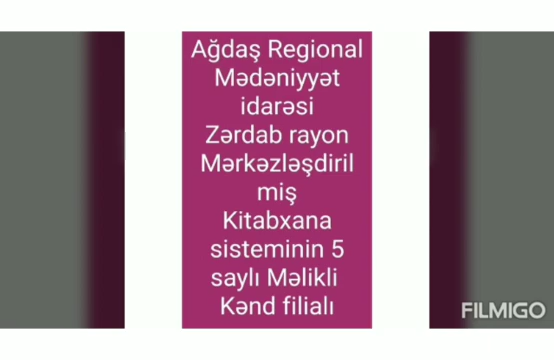 Ağdaş Regional
Mədəniyyət
idarəsi
Zərdab rayon
Mərkəzləşdiril
miş
Kitabxana
sisteminin 5
saylı Məlikli
Kənd filialı
FILMIGO